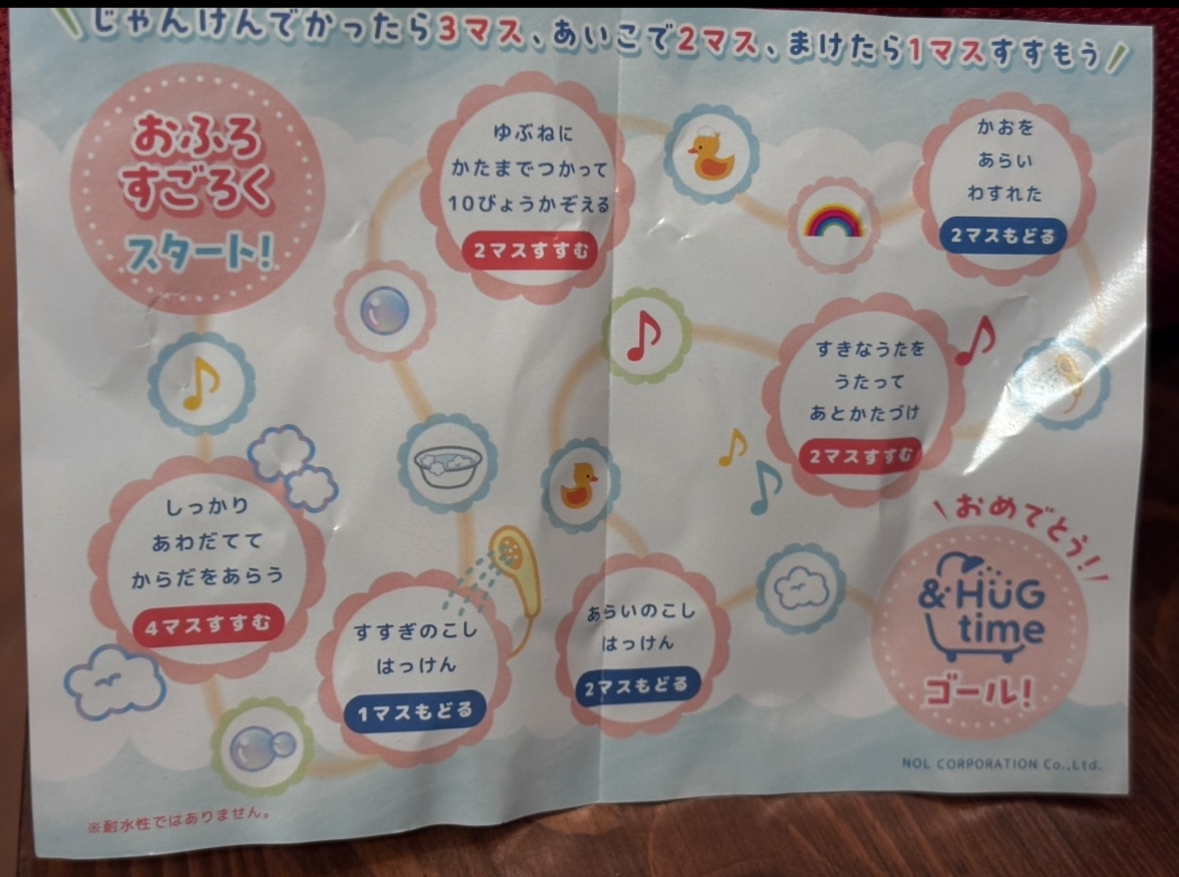 じゃんけんでかったら3マス、あいこで2マス、まけたら1マスすすもう
おふろ
すごろく
スタート!
ゆぶねに
かたまでつかって
10びょうかぞえる
2マスすすむ
かおを
あらい
わすれた
2マスもどる
すきなうたを
うたって
あとかたづけ
2マスすすむ
しっかり
あわだてて
からだをあらう
4マスすすむ
すすぎのこし
はっけん
1マスもどる
あらいのこし
はっけん
2マスもどる
おめでとう!!
&HUG
time
ゴール!
NOL CORPORATION Co.,Ltd.
※耐水性ではありません。